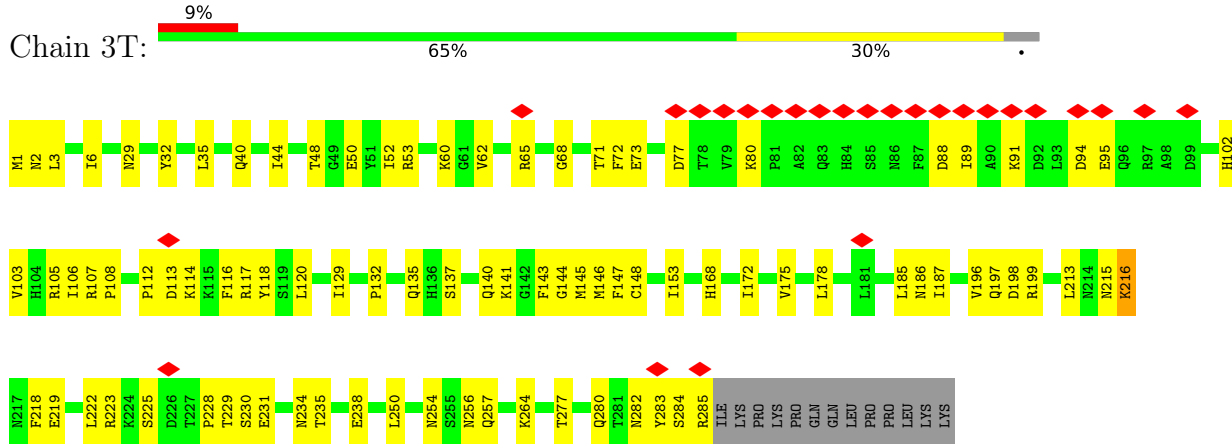 9%
Chain 3T:
65% 30% •
M1 N2 L3 I6 N29 Y32 L35 Q40 I44 T48 G49 E50 Y51 I52 R53 K60 G61 V62 R65 G68 T71 F72 E73 D77 T78 V79 K80 P81 A82 Q83 H84 S85 N86 F87 D88 I89 A90 K91 D92 L93 D94 E95 Q96 R97 A98 D99 H102
V103 H104 R105 I106 R107 P108 P112 D113 K114 K115 F116 R117 Y118 S119 L120 I129 P132 Q135 H136 S137 Q140 K141 G142 F143 G144 M145 M146 F147 C148 I153 H168 I172 V175 L178 L181 L185 N186 I187 V196 Q197 D198 R199 L213 N214 N215 K216
N217 F218 E219 L222 R223 K224 S225 D226 T227 P228 T229 S230 E231 N234 T235 E238 L250 N254 S255 N256 Q257 K264 T277 Q280 T281 N282 Y283 S284 R285 ILE LYS PRO LYS PRO PRO GLN GLN LEU PRO PRO LEU LYS LYS